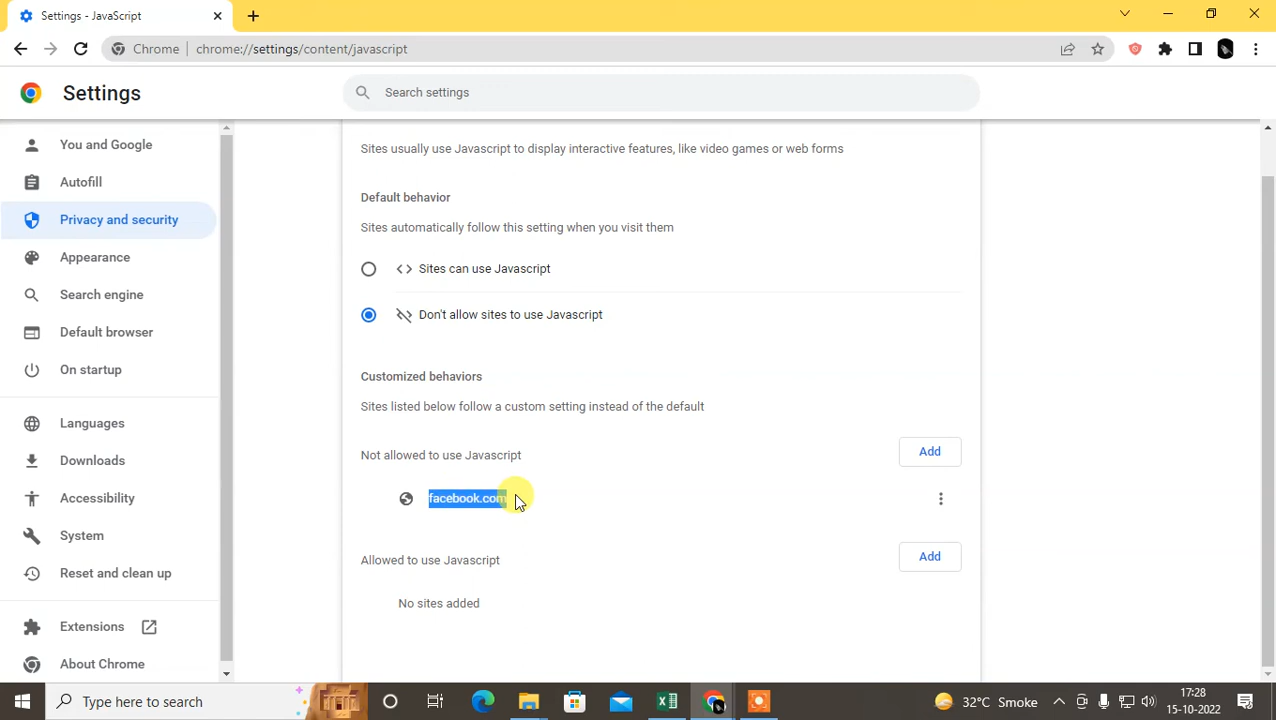 Settings - JavaScript
Chrome
chrome://settings/content/javascript
Settings
Search settings
You and Google
Autofill
Privacy and security
Appearance
Search engine
Default browser
On startup
Languages
Downloads
Accessibility
System
Reset and clean up
Extensions
About Chrome
Sites usually use Javascript to display interactive features, like video games or web forms
Default behavior
Sites automatically follow this setting when you visit them
Sites can use Javascript
Don't allow sites to use Javascript
Customized behaviors
Sites listed below follow a custom setting instead of the default
Not allowed to use Javascript
Add
facebook.com
Allowed to use Javascript
Add
No sites added
Type here to search
32°C Smoke
17:28
15-10-2022